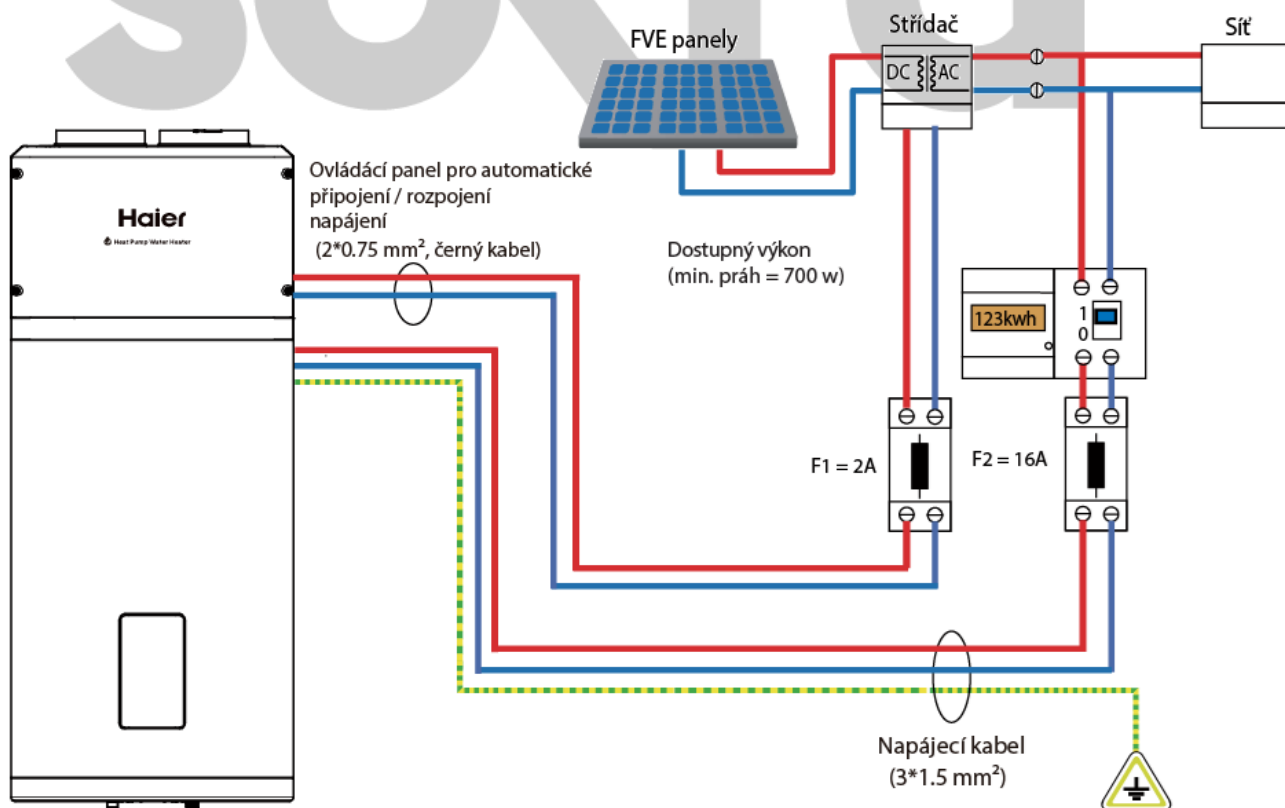 FVE panely
Střídač
Síť
DC
AC
Ovládácí panel pro automatické
připojení / rozpojení
napájení
(2*0.75 mm², černý kabel)
Haier
Heat Pump Water Heater
Dostupný výkon
(min. práh = 700 w)
123kwh
1
0
F1 = 2A
F2 = 16A
Napájecí kabel
(3*1.5 mm²)